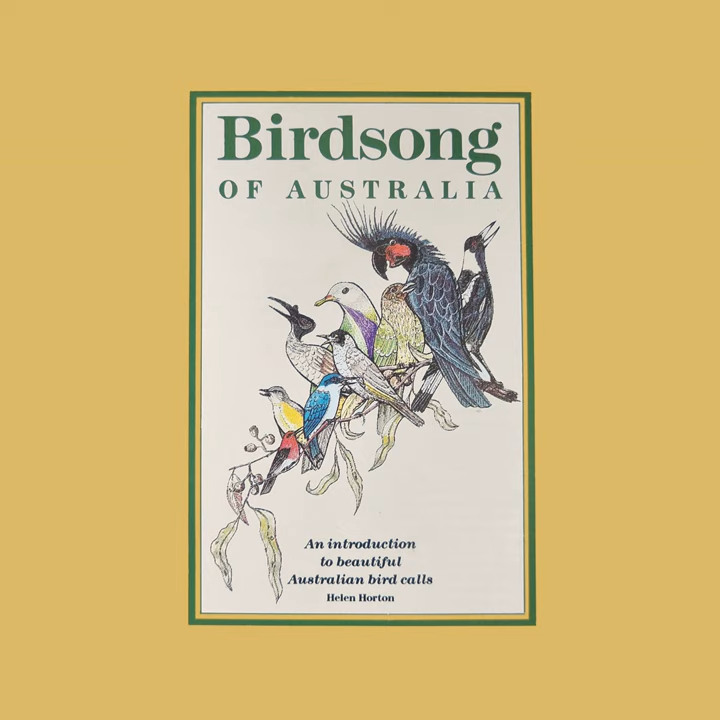 Birdsong
OF AUSTRALIA
An introduction
to beautiful
Australian bird calls
Helen Horton